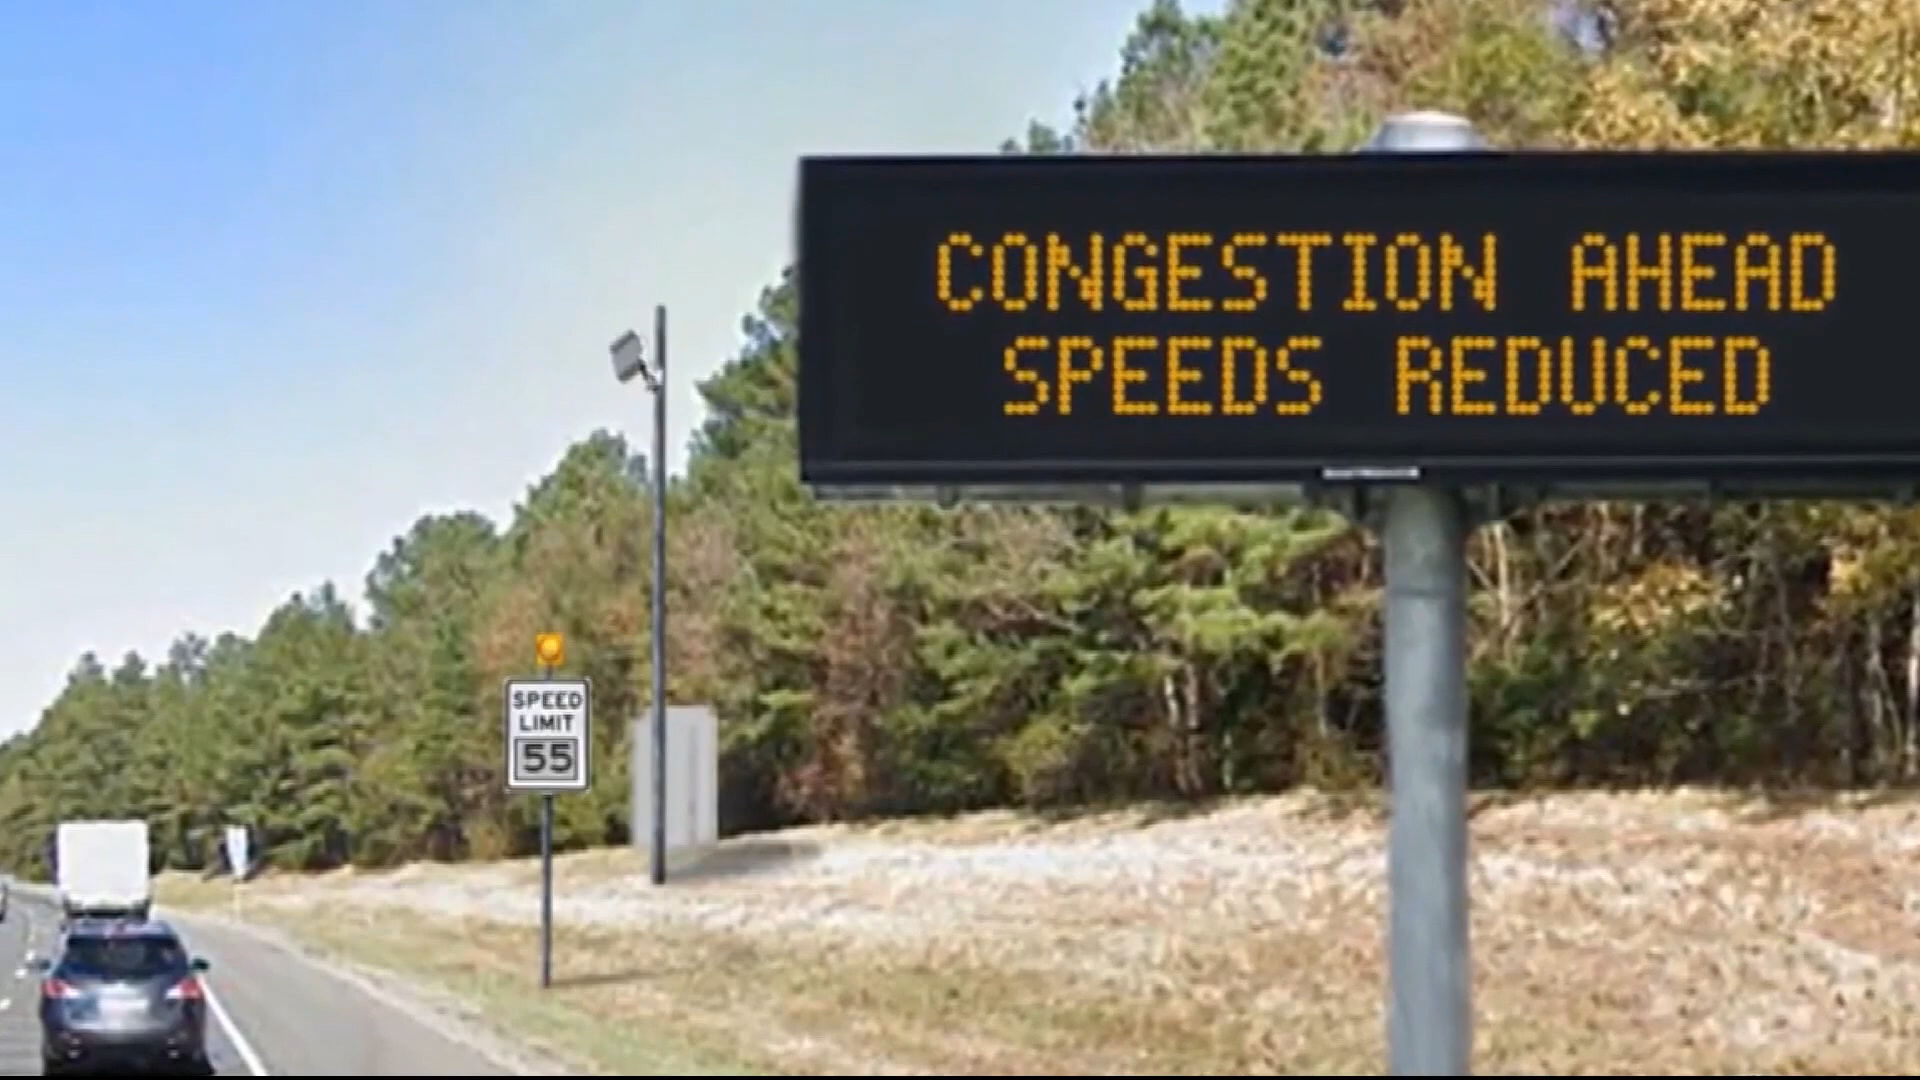 CONGESTION AHEAD
SPEEDS REDUCED
SPEED
LIMIT
55